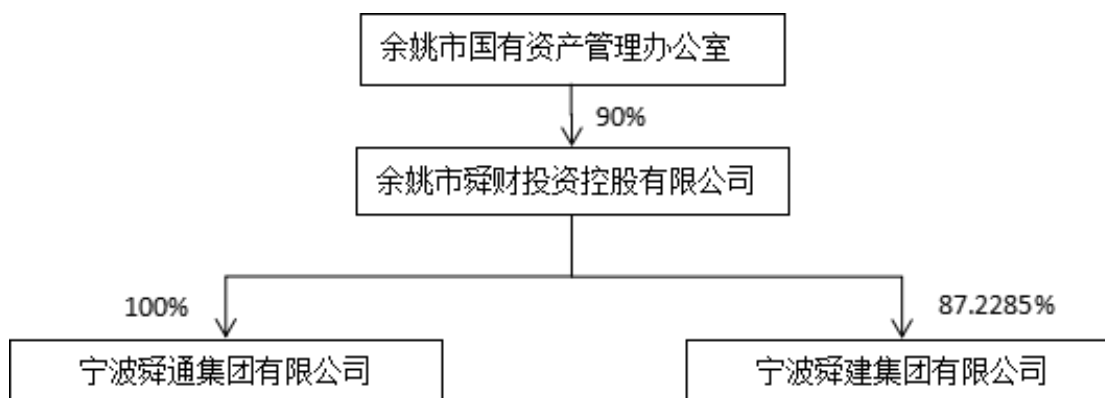 余姚市国有资产管理办公室
90%
余姚市舜财投资控股有限公司
100%
87.2285%
宁波舜通集团有限公司
宁波舜建集团有限公司